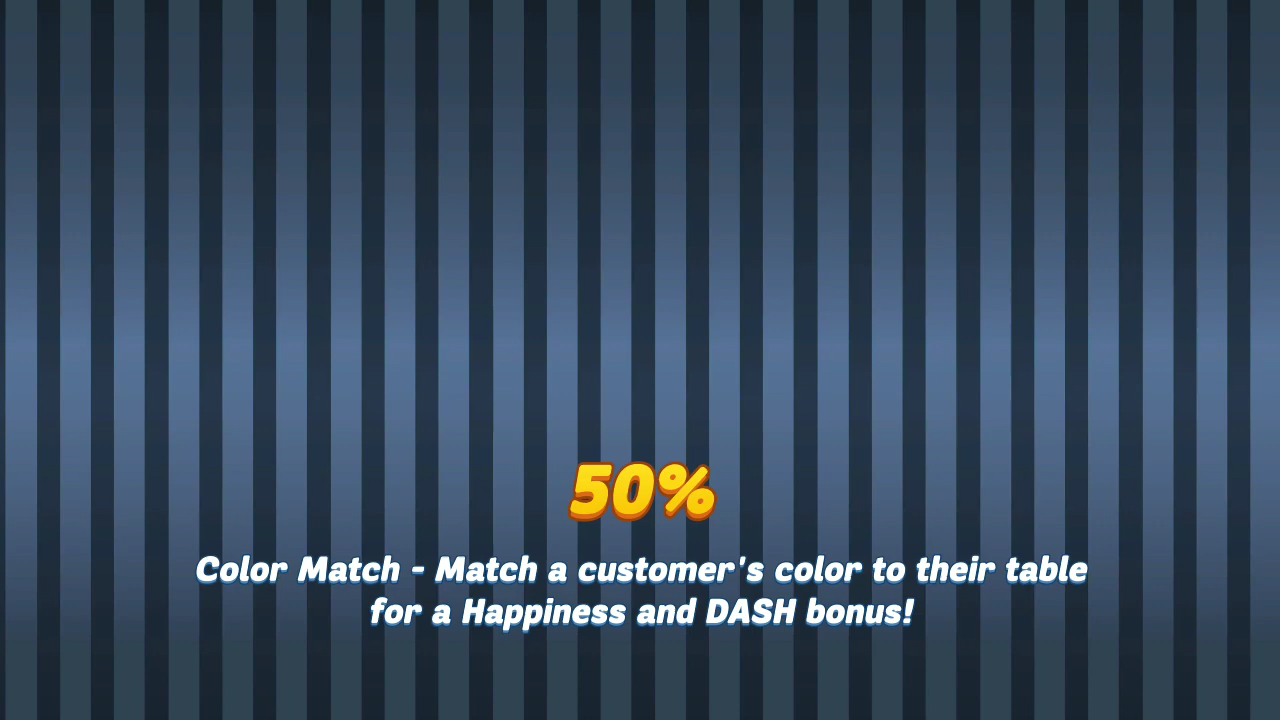 50%
Color Match - Match a customer's color to their table
for a Happiness and DASH bonus!